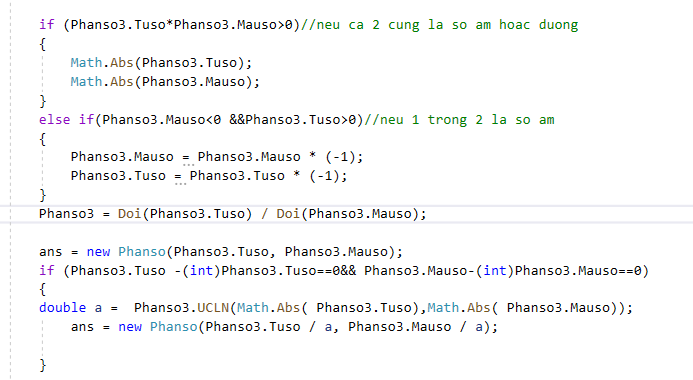 if (Phanso3.Tuso*Phanso3.Mauso>0)//neu ca 2 cung la so am hoac duong
{
Math.Abs(Phanso3.Tuso);
Math.Abs(Phanso3.Mauso);
}
else if(Phanso3.Mauso<0 &&Phanso3.Tuso>0)//neu 1 trong 2 la so am
{
Phanso3.Mauso = Phanso3.Mauso * (-1);
Phanso3.Tuso = Phanso3.Tuso * (-1);
}
Phanso3 = Doi(Phanso3.Tuso) / Doi(Phanso3.Mauso);
ans = new Phanso(Phanso3.Tuso, Phanso3.Mauso);
if (Phanso3.Tuso -(int)Phanso3.Tuso==0&& Phanso3.Mauso-(int)Phanso3.Mauso==0)
{
double a =  Phanso3.UCLN(Math.Abs( Phanso3.Tuso),Math.Abs( Phanso3.Mauso));
ans = new Phanso(Phanso3.Tuso / a, Phanso3.Mauso / a);
}